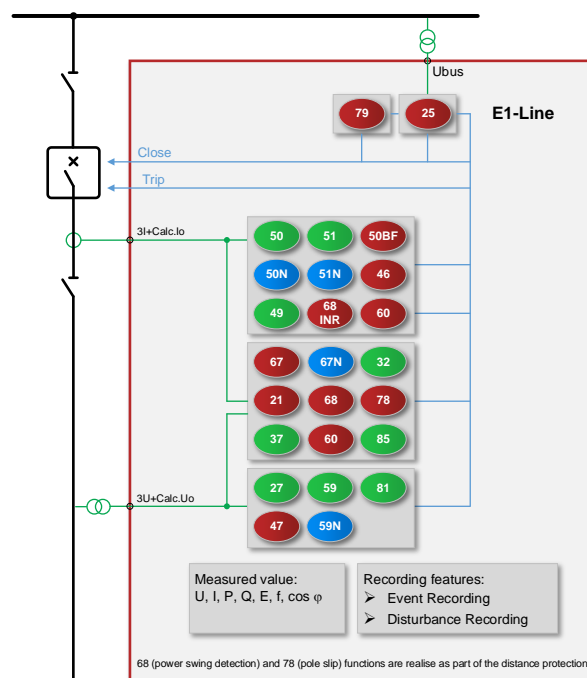 Ubus
79
25
E1-Line
Close
Trip
3I+Calc.Io
50
51
50BF
50N
51N
46
49
68
INR
60
67
67N
32
21
68
78
37
60
85
3U+Calc.Uo
27
59
81
47
59N
Measured value:
U, I, P, Q, E, f, cos φ
Recording features:
➢ Event Recording
➢ Disturbance Recording
68 (power swing detection) and 78 (pole slip) functions are realise as part of the distance protection